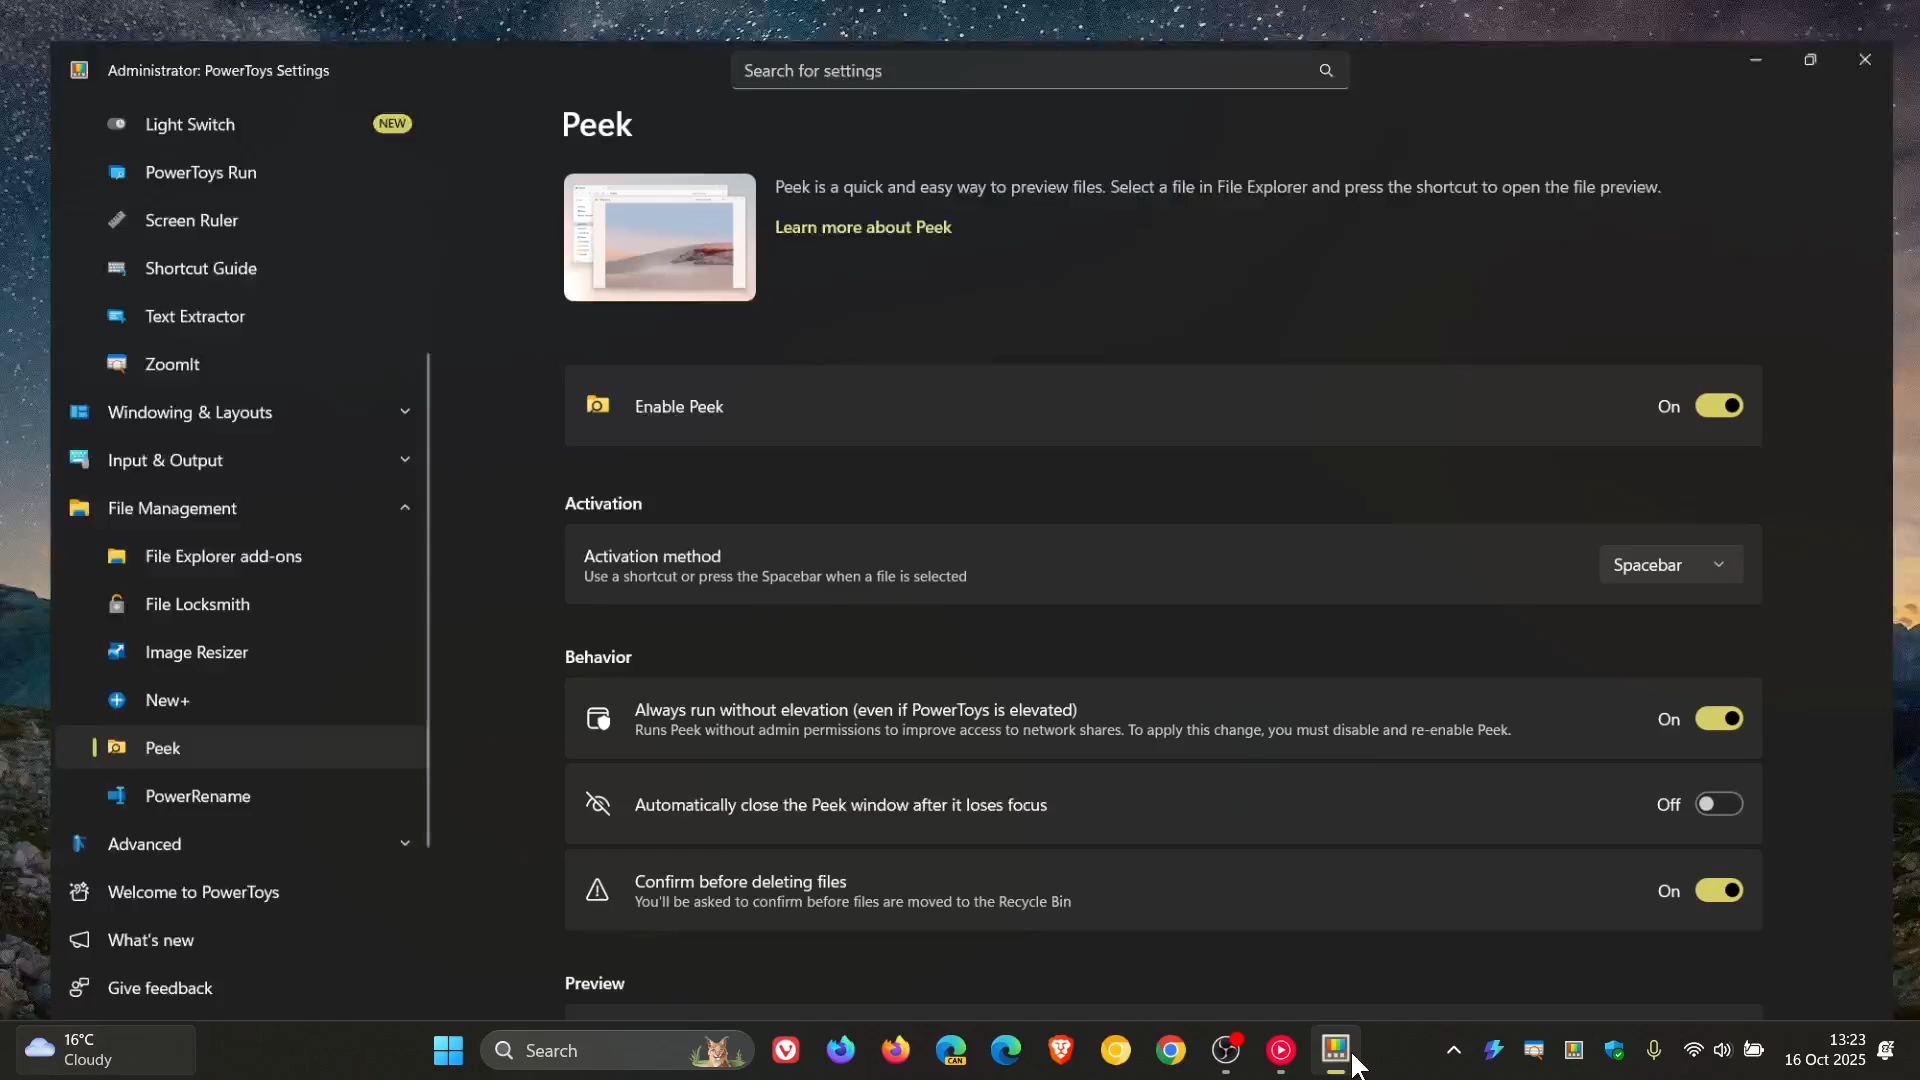 Administrator: PowerToys Settings
Search for settings
Light Switch
NEW
PowerToys Run
Screen Ruler
Shortcut Guide
Text Extractor
ZoomIt
Windowing & Layouts
Input & Output
File Management
File Explorer add-ons
File Locksmith
Image Resizer
New+
Peek
PowerRename
Advanced
Welcome to PowerToys
What's new
Give feedback
Peek
Peek is a quick and easy way to preview files. Select a file in File Explorer and press the shortcut to open the file preview.
Learn more about Peek
Enable Peek
On
Activation
Activation method
Use a shortcut or press the Spacebar when a file is selected
Spacebar
Behavior
Always run without elevation (even if PowerToys is elevated)
Runs Peek without admin permissions to improve access to network shares. To apply this change, you must disable and re-enable Peek.
On
Automatically close the Peek window after it loses focus
Off
Confirm before deleting files
You'll be asked to confirm before files are moved to the Recycle Bin
On
Preview
16°C
Cloudy
Search
CAN
13:23
16 Oct 2025